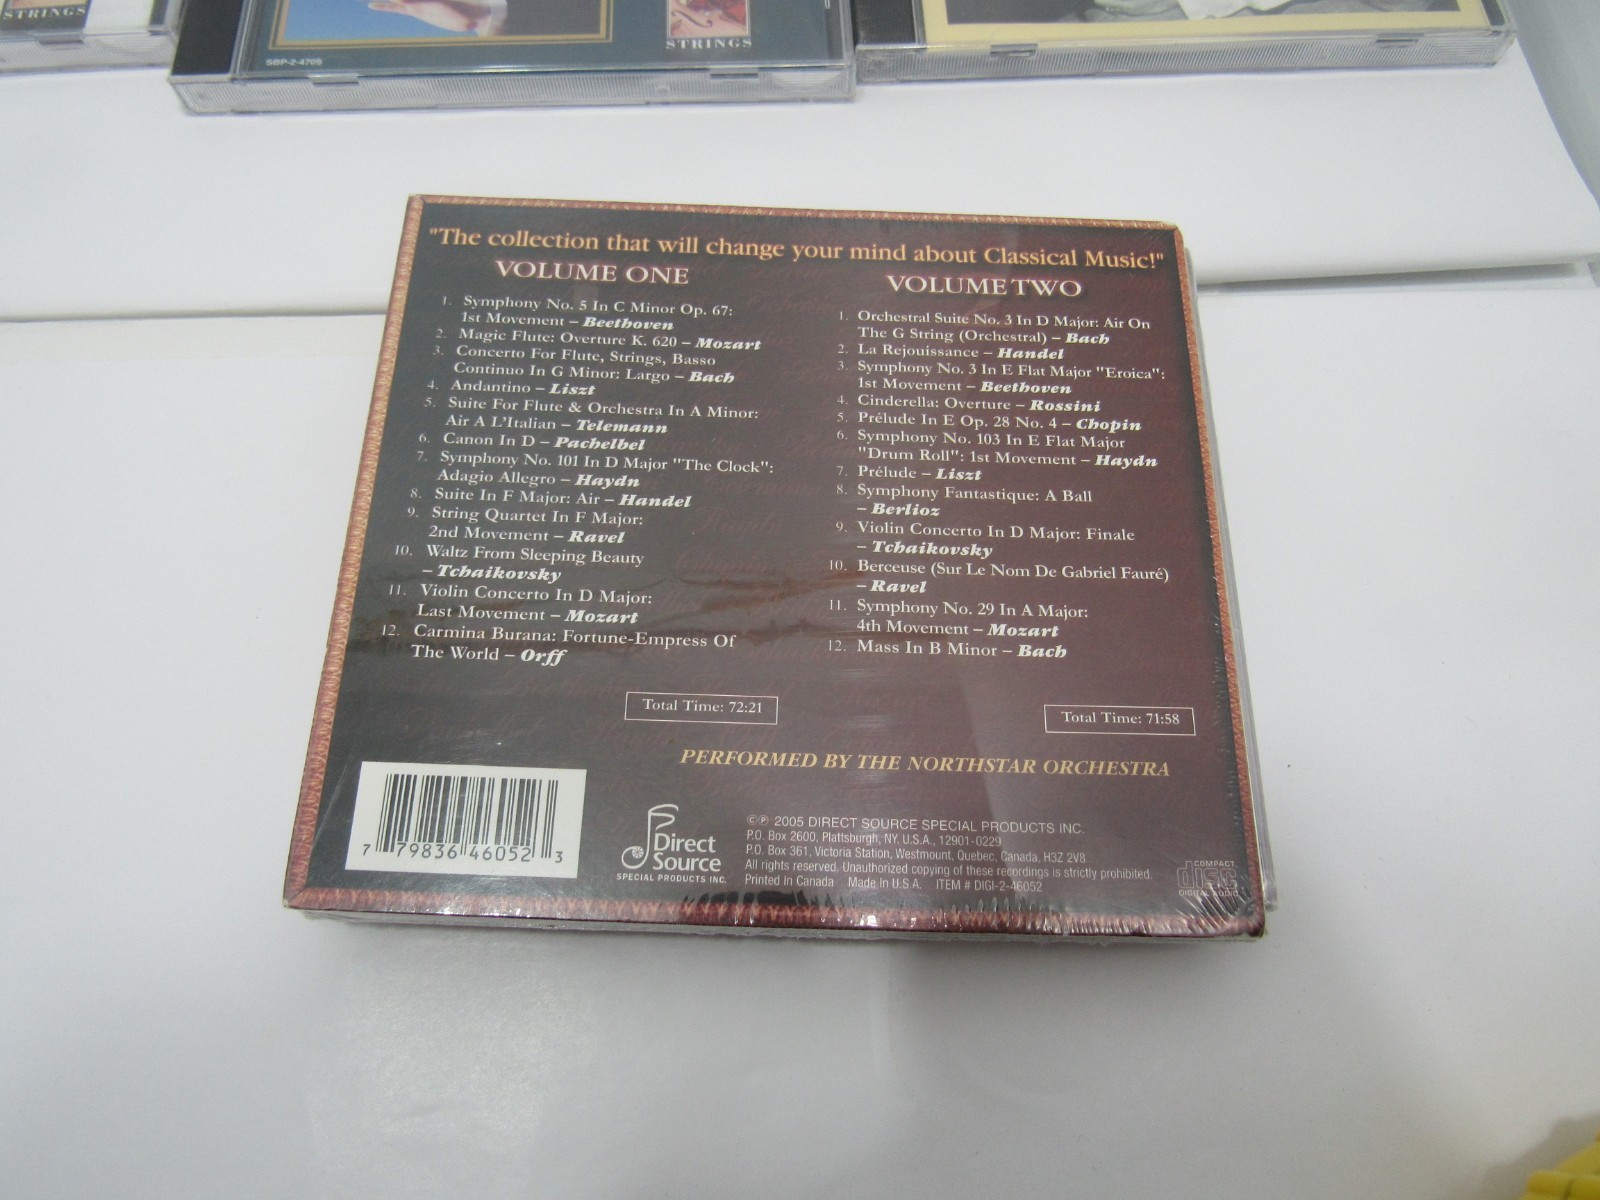 STRINGS
SBP-2-4709
STRINGS
"The collection that will change your mind about Classical Music!"
VOLUME ONE
1. Symphony No. 5 In C Minor Op. 67:
1st Movement – Beethoven
2. Magic Flute: Overture K. 620 – Mozart
3. Concerto For Flute, Strings, Basso
Continuo In G Minor: Largo – Bach
4. Andantino – Liszt
5. Suite For Flute & Orchestra In A Minor:
Air A L'Italian – Telemann
6. Canon In D – Pachelbel
7. Symphony No. 101 In D Major "The Clock":
Adagio Allegro – Haydn
8. Suite In F Major: Air – Handel
9. String Quartet In F Major:
2nd Movement – Ravel
10. Waltz From Sleeping Beauty
– Tchaikovsky
11. Violin Concerto In D Major:
Last Movement – Mozart
12. Carmina Burana: Fortune-Empress Of
The World – Orff
Total Time: 72:21
VOLUME TWO
1. Orchestral Suite No. 3 In D Major: Air On
The G String (Orchestral) – Bach
2. La Rejouissance – Handel
3. Symphony No. 3 In E Flat Major "Eroica":
1st Movement – Beethoven
4. Cinderella: Overture – Rossini
5. Prélude In E Op. 28 No. 4 – Chopin
6. Symphony No. 103 In E Flat Major
"Drum Roll": 1st Movement – Haydn
7. Prélude – Liszt
8. Symphony Fantastique: A Ball
– Berlioz
9. Violin Concerto In D Major: Finale
– Tchaikovsky
10. Berceuse (Sur Le Nom De Gabriel Fauré)
– Ravel
11. Symphony No. 29 In A Major:
4th Movement – Mozart
12. Mass In B Minor – Bach
Total Time: 71:58
PERFORMED BY THE NORTHSTAR ORCHESTRA
7 79836 46052 3
Direct
Source
SPECIAL PRODUCTS INC.
©℗ 2005 DIRECT SOURCE SPECIAL PRODUCTS INC.
P.O. Box 2600, Plattsburgh, NY, U.S.A., 12901-0229
P.O. Box 361, Victoria Station, Westmount, Quebec, Canada, H3Z 2V8
All rights reserved. Unauthorized copying of these recordings is strictly prohibited.
Printed In Canada Made In U.S.A. ITEM # DIGI-2-46052
COMPACT
disc
DIGITAL AUDIO